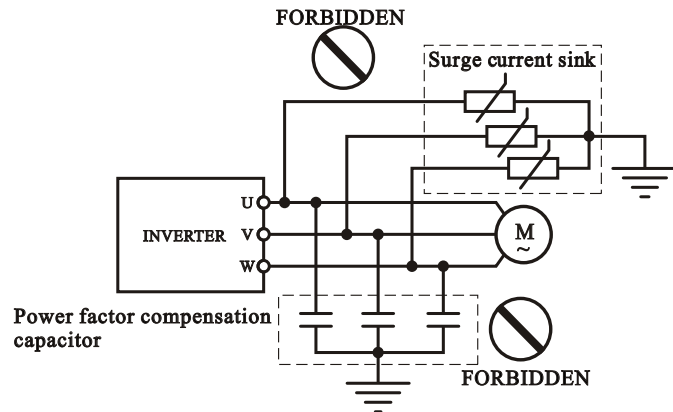 FORBIDDEN
Surge current sink
U
INVERTER V
M
~
W
Power factor compensation
capacitor
FORBIDDEN